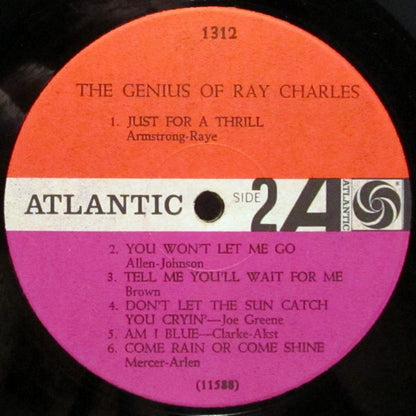 1312
THE GENIUS OF RAY CHARLES
1. JUST FOR A THRILL
Armstrong-Raye
ATLANTIC SIDE 2 A ATLANTIC
2. YOU WON'T LET ME GO
Allen-Johnson
3. TELL ME YOU'LL WAIT FOR ME
Brown
4. DON'T LET THE SUN CATCH
YOU CRYIN'—Joe Greene
5. AM I BLUE—Clarke-Akst
6. COME RAIN OR COME SHINE
Mercer-Arlen
(11588)